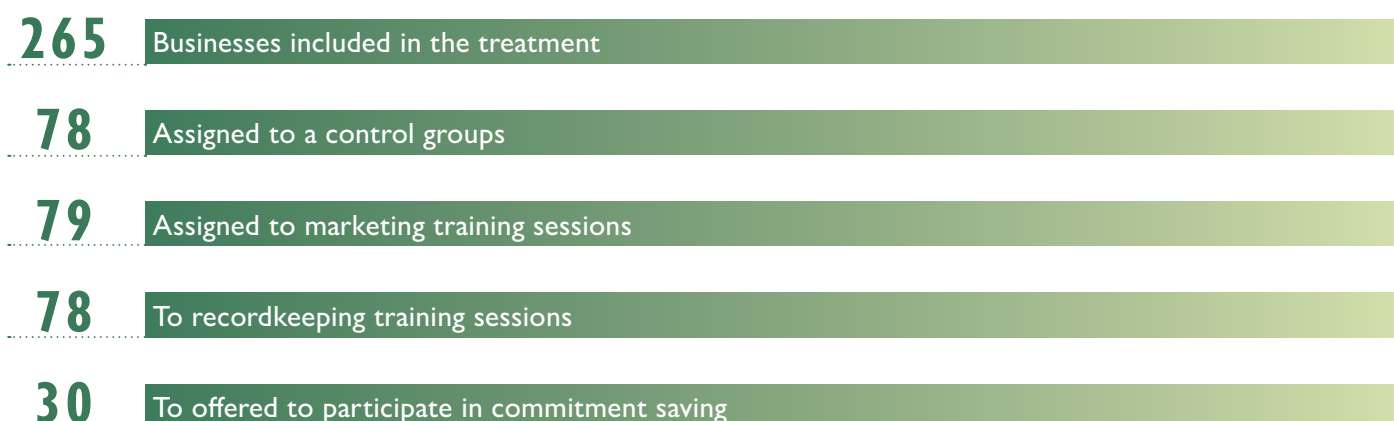 265 Businesses included in the treatment
78 Assigned to a control groups
79 Assigned to marketing training sessions
78 To recordkeeping training sessions
30 To offered to participate in commitment saving